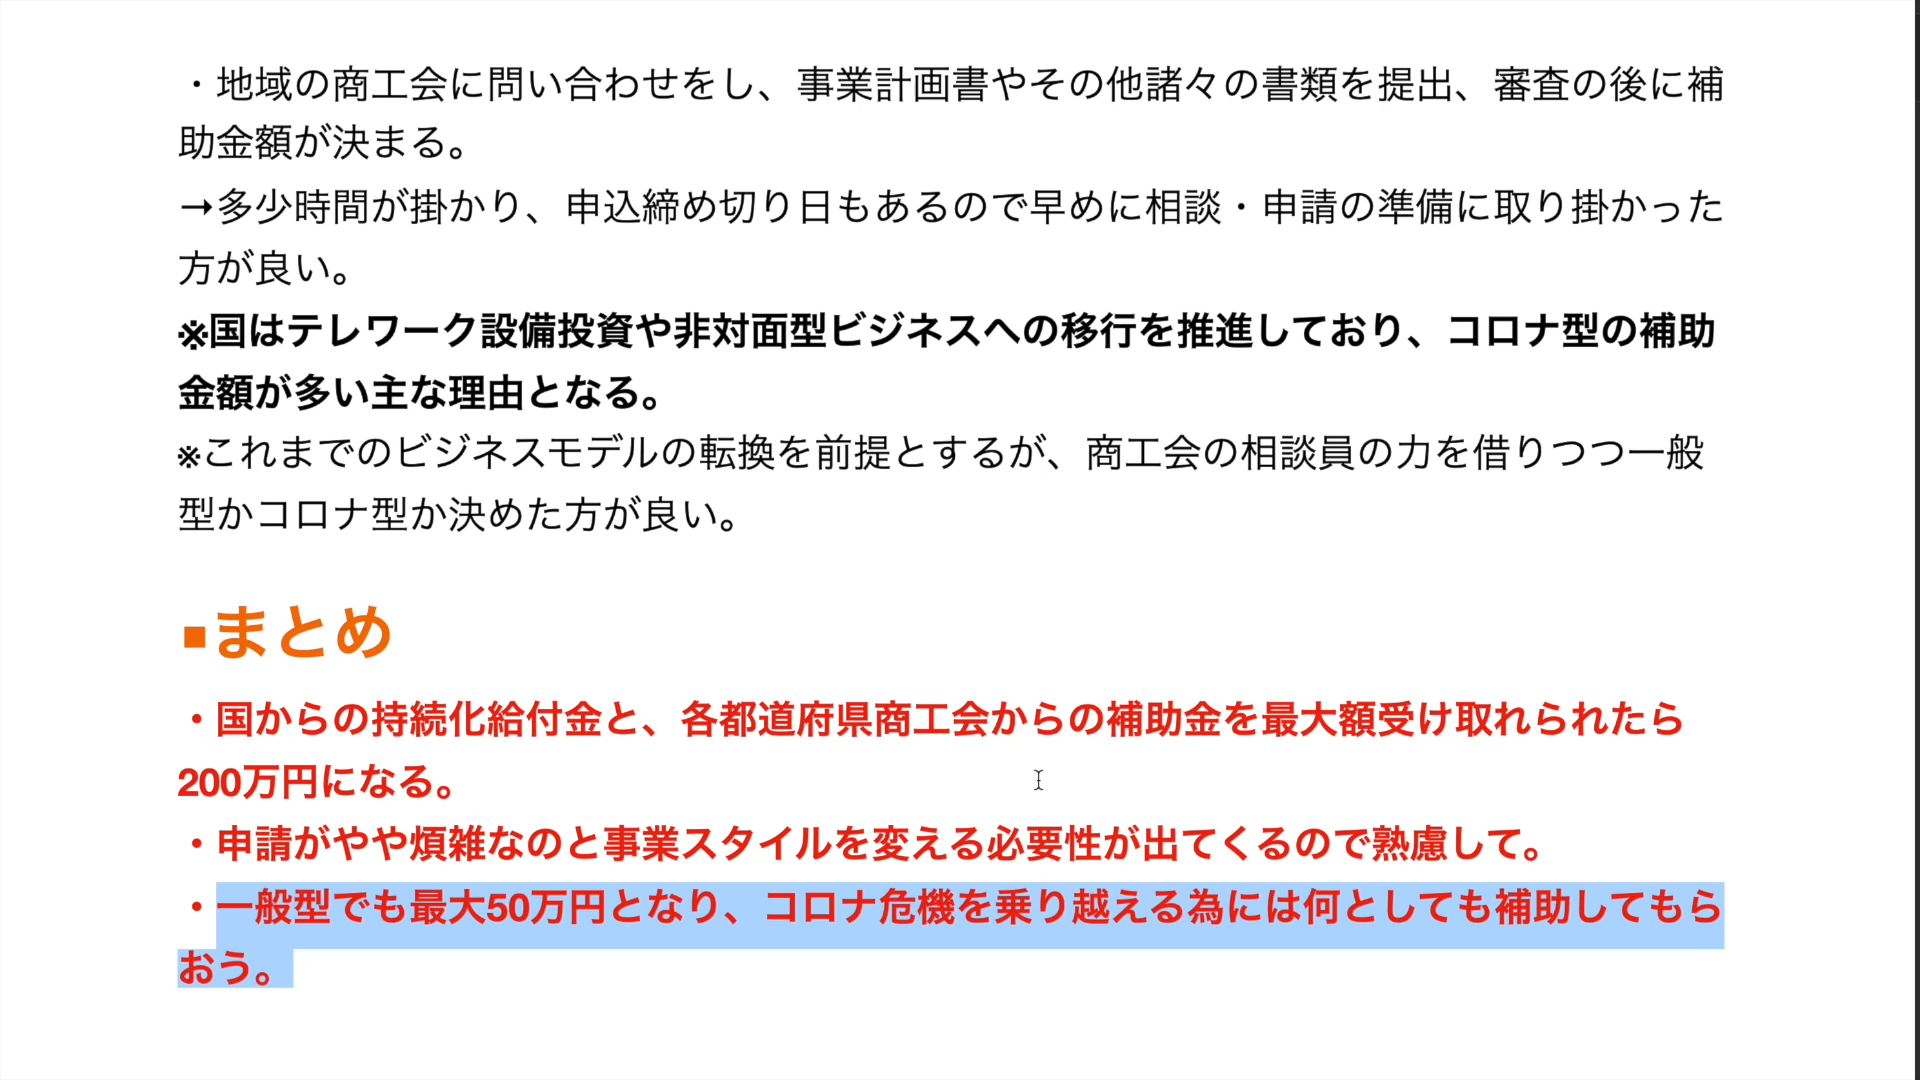 ・地域の商工会に問い合わせをし、事業計画書やその他諸々の書類を提出、審査の後に補
助金額が決まる。
→多少時間が掛かり、申込締め切り日もあるので早めに相談・申請の準備に取り掛かった
方が良い。
※国はテレワーク設備投資や非対面型ビジネスへの移行を推進しており、コロナ型の補助
金額が多い主な理由となる。
※これまでのビジネスモデルの転換を前提とするが、商工会の相談員の力を借りつつ一般
型かコロナ型か決めた方が良い。
▪️まとめ
・国からの持続化給付金と、各都道府県商工会からの補助金を最大額受け取れられたら
200万円になる。
・申請がやや煩雑なのと事業スタイルを変える必要性が出てくるので熟慮して。
・一般型でも最大50万円となり、コロナ危機を乗り越える為には何としても補助してもら
おう。